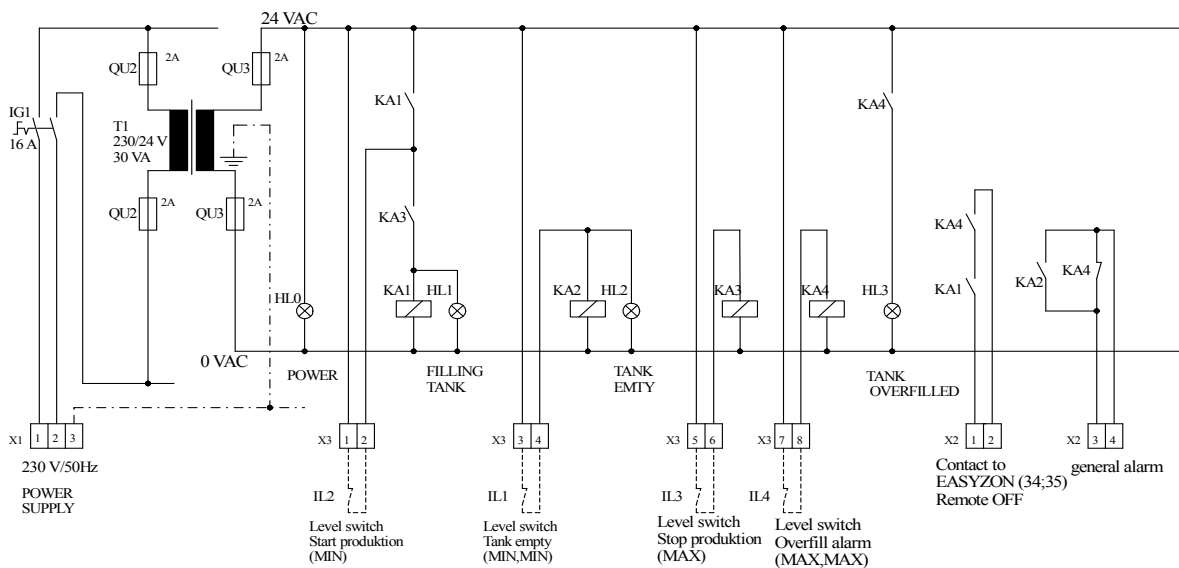 24 VAC
QU2 2A
QU3 2A
IG1
16 A
T1
230/24 V
30 VA
QU2 2A
QU3 2A
KA1
KA3
KA4
KA4
KA1
KA2
KA4
HL0
KA1
HL1
KA2
HL2
KA3
KA4
HL3
0 VAC
POWER
FILLING
TANK
TANK
EMTY
TANK
OVERFILLED
X1 1 2 3
X3 1 2
X3 3 4
X3 5 6
X3 7 8
X2 1 2
X2 3 4
230 V/50Hz
POWER
SUPPLY
IL2
Level switch
Start produktion
(MIN)
IL1
Level switch
Tank empty
(MIN,MIN)
IL3
Level switch
Stop produktion
(MAX)
IL4
Level switch
Overfill alarm
(MAX,MAX)
Contact to
EASYZON (34;35)
Remote OFF
general alarm